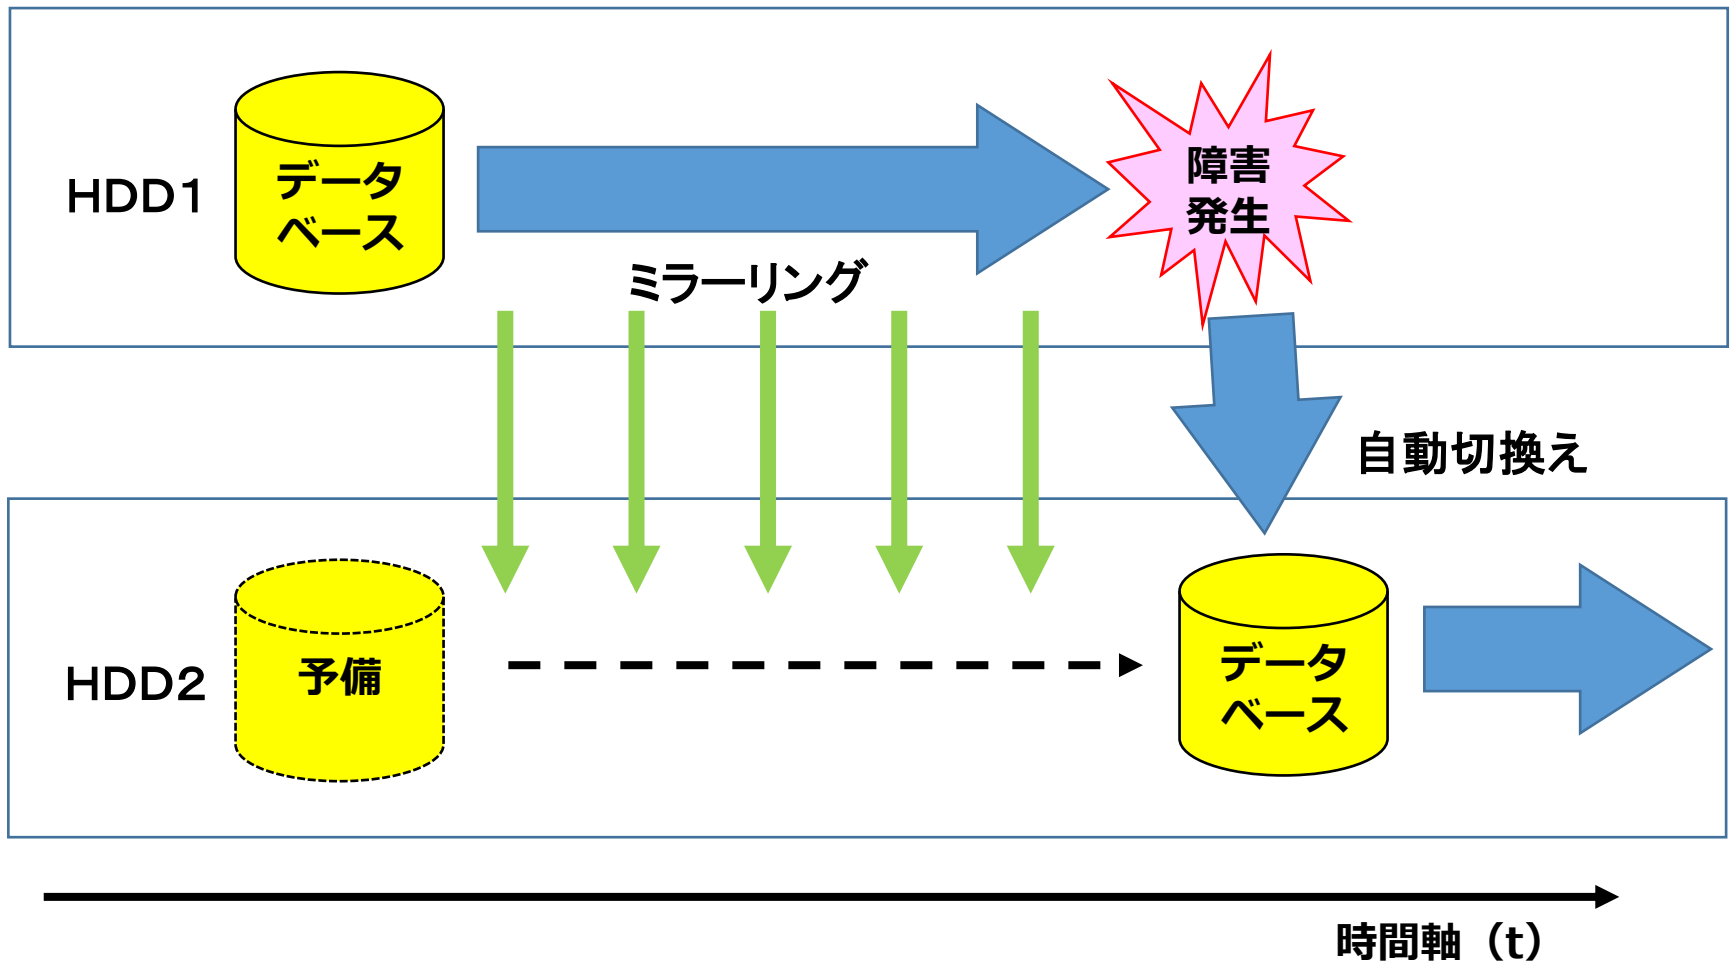 HDD1
データ
ベース
ミラーリング
障害
発生
自動切換え
HDD2
予備
データ
ベース
時間軸（t）